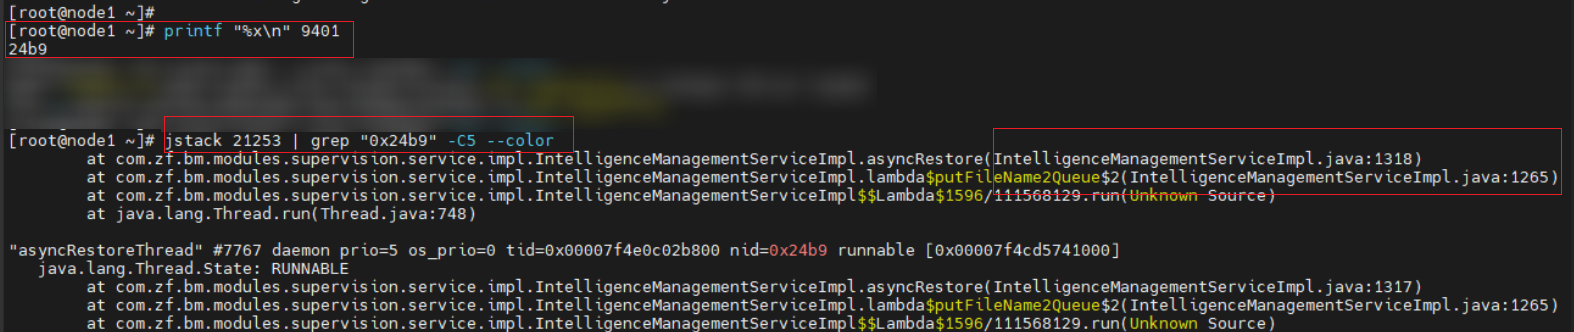 [root@node1 ~]#
[root@node1 ~]# printf "%x\n" 9401
24b9
[root@node1 ~]# jstack 21253 | grep "0x24b9" -C5 --color
at com.zf.bm.modules.supervision.service.impl.IntelligenceManagementServiceImpl.asyncRestore(IntelligenceManagementServiceImpl.java:1318)
at com.zf.bm.modules.supervision.service.impl.IntelligenceManagementServiceImpl.lambda$putFileName2Queue$2(IntelligenceManagementServiceImpl.java:1265)
at com.zf.bm.modules.supervision.service.impl.IntelligenceManagementServiceImpl$$Lambda$1596/111568129.run(Unknown Source)
at java.lang.Thread.run(Thread.java:748)
"asyncRestoreThread" #7767 daemon prio=5 os_prio=0 tid=0x00007f4e0c02b800 nid=0x24b9 runnable [0x00007f4cd5741000]
java.lang.Thread.State: RUNNABLE
at com.zf.bm.modules.supervision.service.impl.IntelligenceManagementServiceImpl.asyncRestore(IntelligenceManagementServiceImpl.java:1317)
at com.zf.bm.modules.supervision.service.impl.IntelligenceManagementServiceImpl.lambda$putFileName2Queue$2(IntelligenceManagementServiceImpl.java:1265)
at com.zf.bm.modules.supervision.service.impl.IntelligenceManagementServiceImpl$$Lambda$1596/111568129.run(Unknown Source)